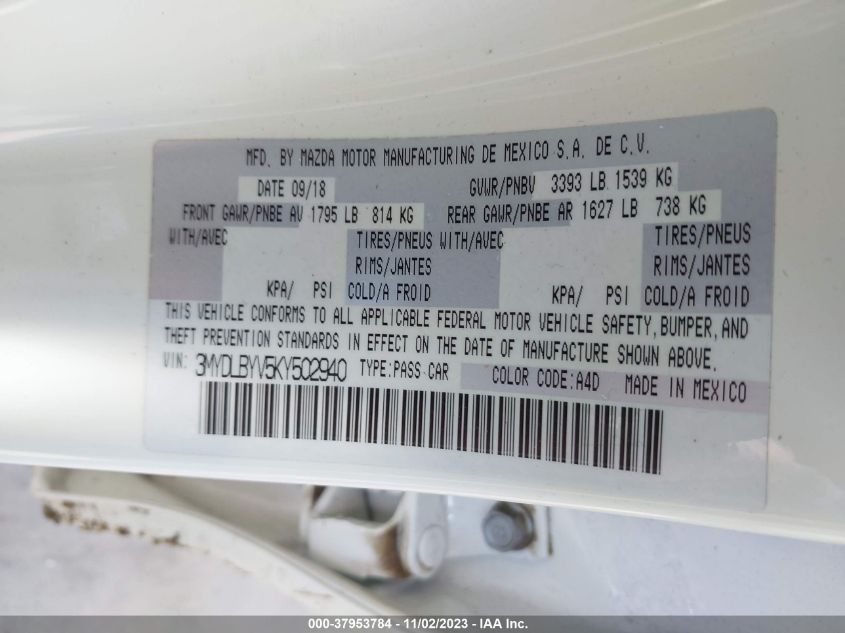 MFD. BY MAZDA MOTOR MANUFACTURING DE MEXICO S.A. DE C.V.
DATE 09/18 GVWR/PNBV 3393 LB 1539 KG
FRONT GAWR/PNBE AV 1795 LB 814 KG REAR GAWR/PNBE AR 1627 LB 738 KG
WITH/AVEC TIRES/PNEUS WITH/AVEC TIRES/PNEUS
RIMS/JANTES RIMS/JANTES
KPA/ PSI COLD/A FROID KPA/ PSI COLD/A FROID
THIS VEHICLE CONFORMS TO ALL APPLICABLE FEDERAL MOTOR VEHICLE SAFETY, BUMPER, AND
THEFT PREVENTION STANDARDS IN EFFECT ON THE DATE OF MANUFACTURE SHOWN ABOVE.
VIN: 3MYDLBYV5KY502940 TYPE:PASS CAR COLOR CODE:A4D MADE IN MEXICO
000-37953784 - 11/02/2023 - IAAI Inc.